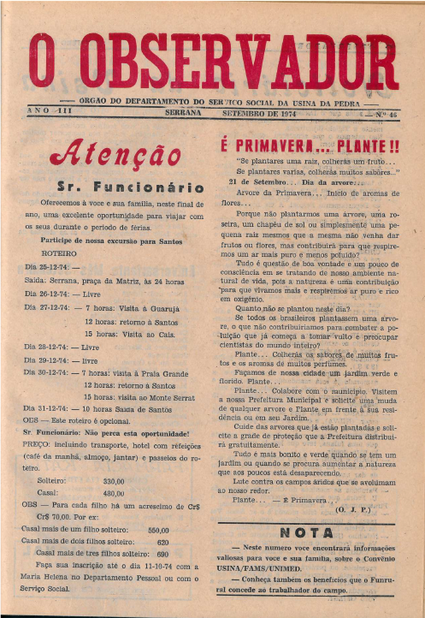 O OBSERVADOR
ORGÃO DO DEPARTAMENTO DO SERVICO SOCIAL DA USINA DA PEDRA
ANO III SERRANA SETEMBRO DE 1974 N.º 46
Atenção
Sr. Funcionário
Oferecemos à voce e sua família, neste final de
ano, uma excelente oportunidade para viajar com
os seus durante o período de férias.
Participe de nossa excursão para Santos
ROTEIRO
Dia 25-12-74: —
Saída: Serrana, praça da Matriz, às 24 horas
Dia 26-12-74: — Livre
Dia 27-12-74: — 7 horas: Visita à Guarujá
12 horas: retorno à Santos
15 horas: Visita ao Cais.
Dia 28-12-74: — Livre
Dia 29-12-74: — livre
Dia 30-12-74: — 7 horas: visita à Praia Grande
12 horas: retorno à Santos
15 horas: visita ao Monte Serrat
Dia 31-12-74: — 10 horas Saída de Santos
OBS — Este roteiro é opcional.
Sr. Funcionário: Não perca esta oportunidade!
PREÇO: incluindo transporte, hotel com refeições
(café da manhã, almoço, jantar) e passeios do ro-
teiro.
Solteiro: 330,00
Casal: 480,00
OBS — Para cada filho há um acrescimo de Cr$
Cr$ 70,00. Por ex:
Casal mais de um filho solteiro: 550,00
Casal mais de dois filhos solteiro: 620
Casal mais de tres filhos solteiro: 690
Faça sua inscrição até o dia 11-10-74 com a
Maria Helena no Departamento Pessoal ou com o
Serviço Social.
É PRIMAVERA... PLANTE!!
"Se plantares uma raiz, colherás um fruto...
Se plantares varias, colherás muitos sabores..."
21 de Setembro... Dia da arvore...
Arvore da Primavera... Inicio de aromas de
flores...
Porque não plantarmos uma arvore, uma ro-
seira, um chapéu de sol ou simplesmente uma pe-
quena rais mesmos que a mesma não venha dar
frutos ou flores, mas contribuirá para que respire-
mos um ar mais puro e menos poluido?
Tudo é questão de boa vontade e um pouco de
consciência em se tratando de nosso ambiente na-
tural de vida, pois a natureza é uma contribuição
para que vivamos mais e respiremos ar puro e rico
em oxigénio.
Quanto não se plantou neste dia?
Se todos os brasileiros plantassem uma arvo-
re, o que não contribuiriamos para combater a po-
luição que já começa a tomar vulto e preocupar
cientistas do mundo inteiro?
Plante... Colherás os sabores de muitas fru-
tas e os aromas de muitos perfumes.
Façamos de nossa cidade um jardim verde e
florido. Plante...
Plante... Colabore com o municipio. Visitem
a nosso Prefeitura Municipal e solicite uma muda
de qualquer arvore e Plante em frente à sua resi-
dência ou em seu Jardim.
Cuide das arvores que já estão plantadas e soli-
cite a grade de proteção que a Prefeitura distribui-
rá gratuitamente.
Tudo é mais bonito e verde quando se tem um
jardim ou quando se procura aumentar a natureza
que aos poucos está desaparecendo.
Lute contra os campos áridos que se avolumam
ao nosso redor.
Plante... — É Primavera...
(O. J. P.)
NOTA
— Neste numero voce encontrará informações
valiosas para voce e sua família, sobre o Convênio
USINA/PAMS/UNIMED.
— Conheça também os benefícios que o Funru-
ral concede ao trabalhador do campo.